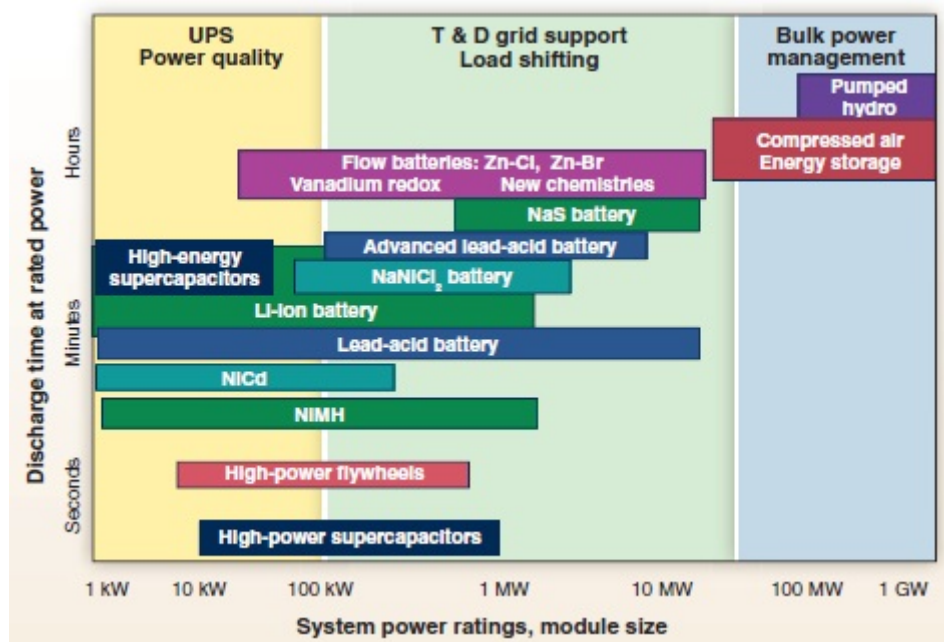 UPS
Power quality
T & D grid support
Load shifting
Bulk power
management
Pumped
hydro
Compressed air
Energy storage
Flow batteries: Zn-Cl, Zn-Br
Vanadium redox New chemistries
NaS battery
Advanced lead-acid battery
High-energy
supercapacitors
NaNiCl₂ battery
Li-ion battery
Lead-acid battery
NiCd
NiMH
High-power flywheels
High-power supercapacitors
Discharge time at rated power
Hours
Minutes
Seconds
1 kW 10 kW 100 kW 1 MW 10 MW 100 MW 1 GW
System power ratings, module size